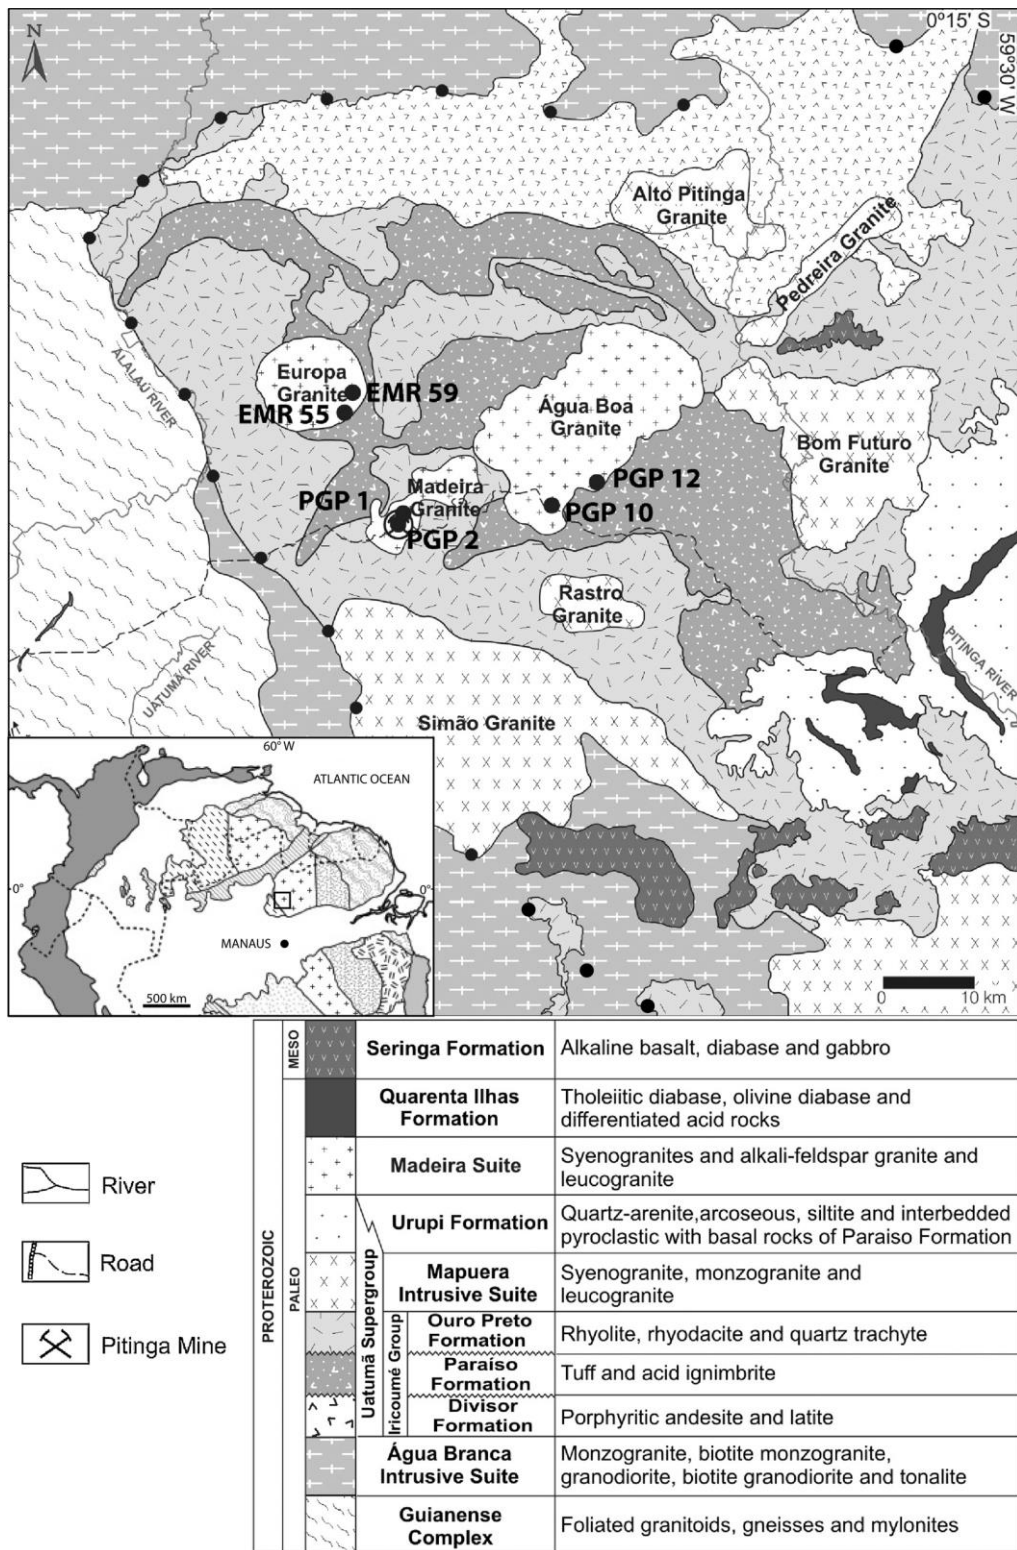 N
0º15' S
59º30' W
Alto Pitinga
Granite
Pedreira Granite
ALALAÚ RIVER
Europa
Granite
EMR 59
EMR 55
Água Boa
Granite
Bom Futuro
Granite
PGP 12
PGP 1
Madeira
Granite
PGP 10
PGP 2
Rastro
Granite
PITINGA RIVER
UATUMÃ RIVER
Simão Granite
60°W
ATLANTIC OCEAN
0°
0°
MANAUS
500 km
0 10 km
PROTEROZOIC
MESO
PALEO
Uatumã Supergroup
Iricoumé Group
Seringa Formation Alkaline basalt, diabase and gabbro
Quarenta Ilhas Tholeiitic diabase, olivine diabase and
Formation differentiated acid rocks
Madeira Suite Syenogranites and alkali-feldspar granite and
leucogranite
Urupi Formation Quartz-arenite,arcoseous, siltite and interbedded
pyroclastic with basal rocks of Paraiso Formation
Mapuera Syenogranite, monzogranite and
Intrusive Suite leucogranite
Ouro Preto
Formation Rhyolite, rhyodacite and quartz trachyte
Paraíso
Formation Tuff and acid ignimbrite
Divisor
Formation Porphyritic andesite and latite
Água Branca Monzogranite, biotite monzogranite,
Intrusive Suite granodiorite, biotite granodiorite and tonalite
Guianense
Complex Foliated granitoids, gneisses and mylonites
River
Road
Pitinga Mine